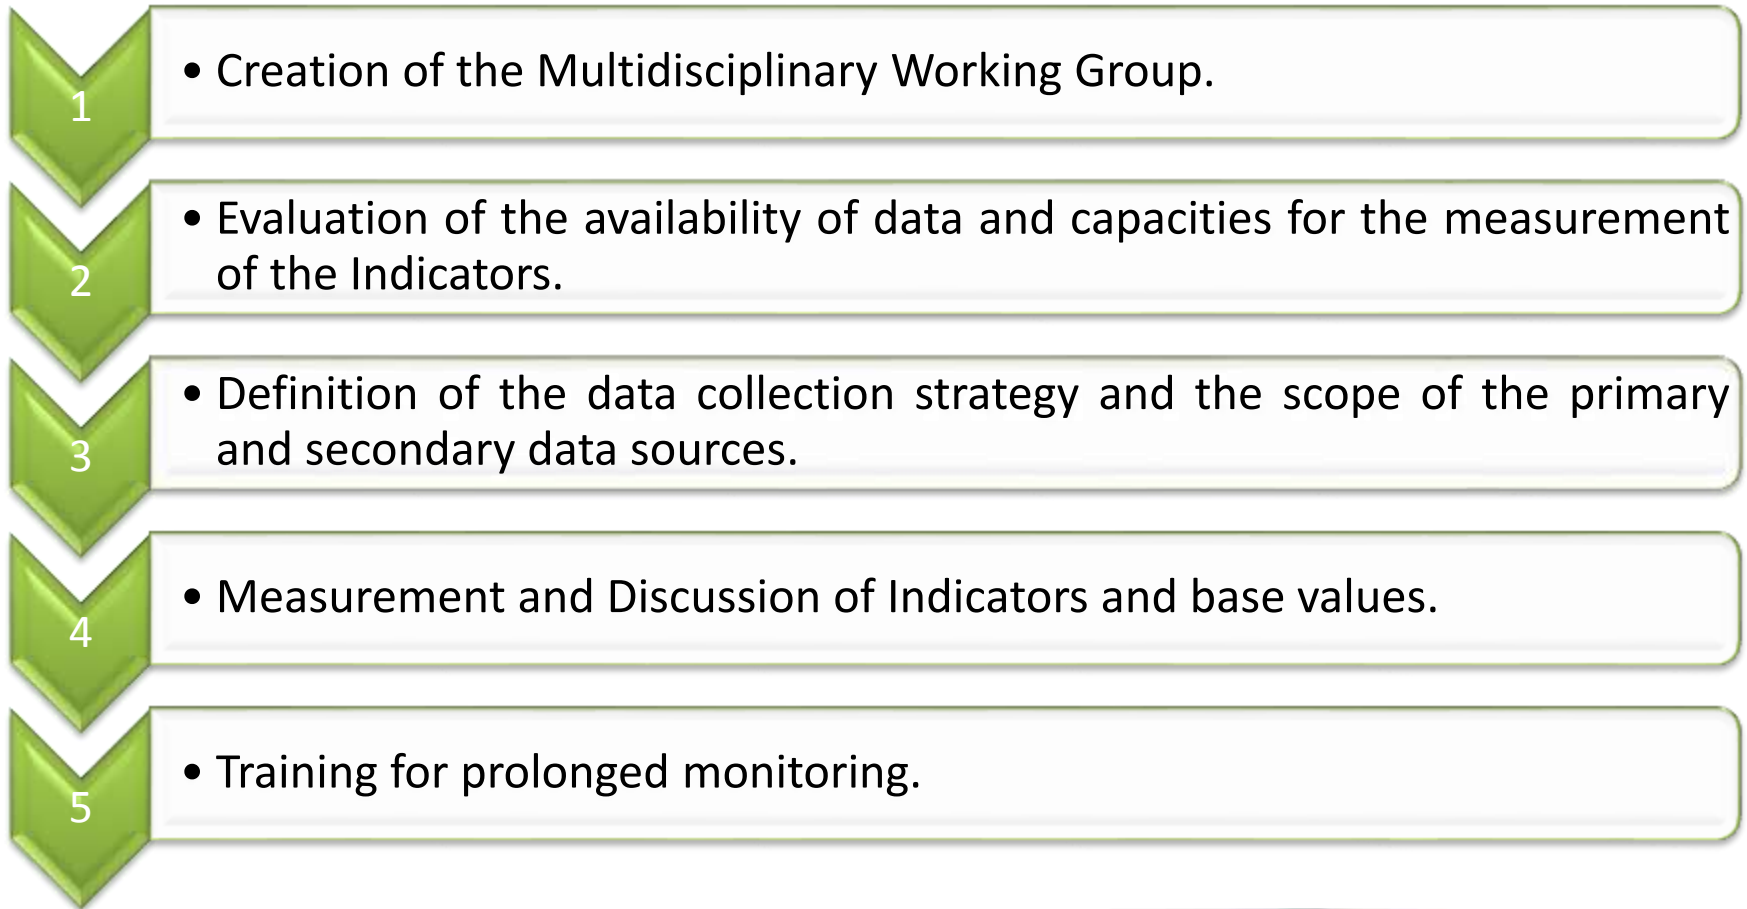 1
• Creation of the Multidisciplinary Working Group.
2
• Evaluation of the availability of data and capacities for the measurement
of the Indicators.
3
• Definition of the data collection strategy and the scope of the primary
and secondary data sources.
4
• Measurement and Discussion of Indicators and base values.
5
• Training for prolonged monitoring.